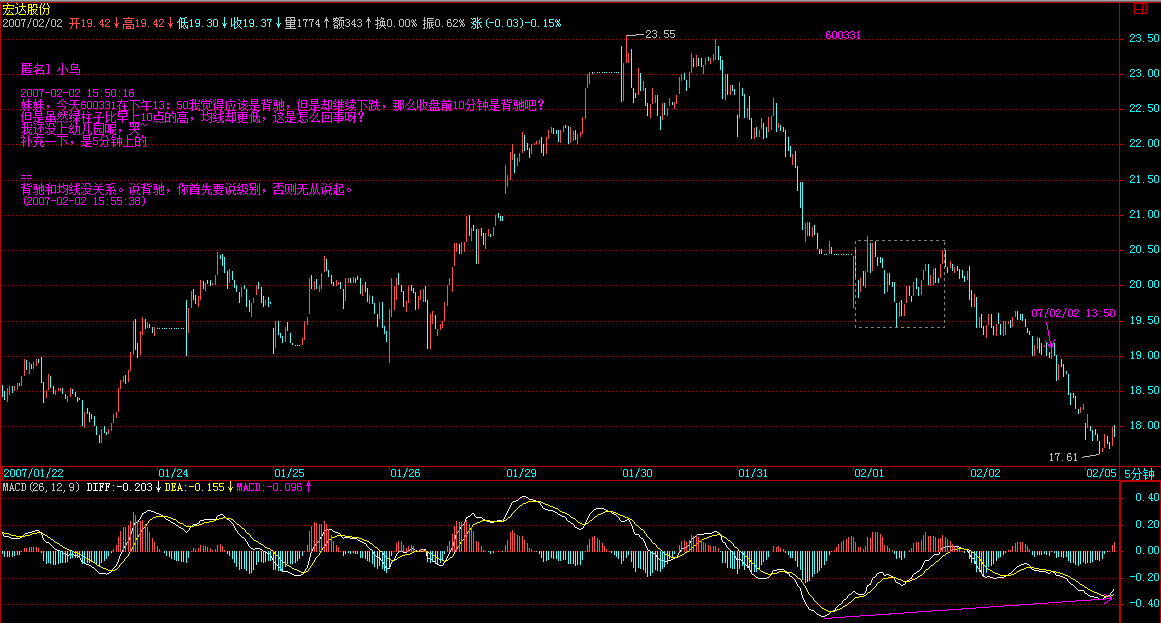 宏达股份
2007/02/02 开19.42↓高19.42↓低19.30↓收19.37↓量1774↑额343↑换0.00% 振0.62% 涨(-0.03)-0.15%
23.55
600331
23.50
匿名] 小鸟
23.00
2007-02-02 15:50:16
妹妹，今天600331在下午13：50我觉得应该是背驰，但是却继续下跌，那么收盘前10分钟是背驰吧？
22.50
但是虽然绿柱子比早上10点的高，均线却更低，这是怎么回事呀？
我还没上幼儿园呢，哭~
补充一下，是5分钟上的
22.00
==
21.50
背驰和均线没关系。说背驰，你首先要说级别，否则无从说起。
(2007-02-02 15:55:38)
21.00
20.50
20.00
07/02/02 13:50
19.50
19.00
18.50
18.00
17.61
2007/01/22 01/24 01/25 01/26 01/29 01/30 01/31 02/01 02/02 02/05 5分钟
MACD(26,12,9) DIFF:-0.203↓DEA:-0.155↓MACD:-0.096↑
0.40
0.20
0.00
-0.20
-0.40